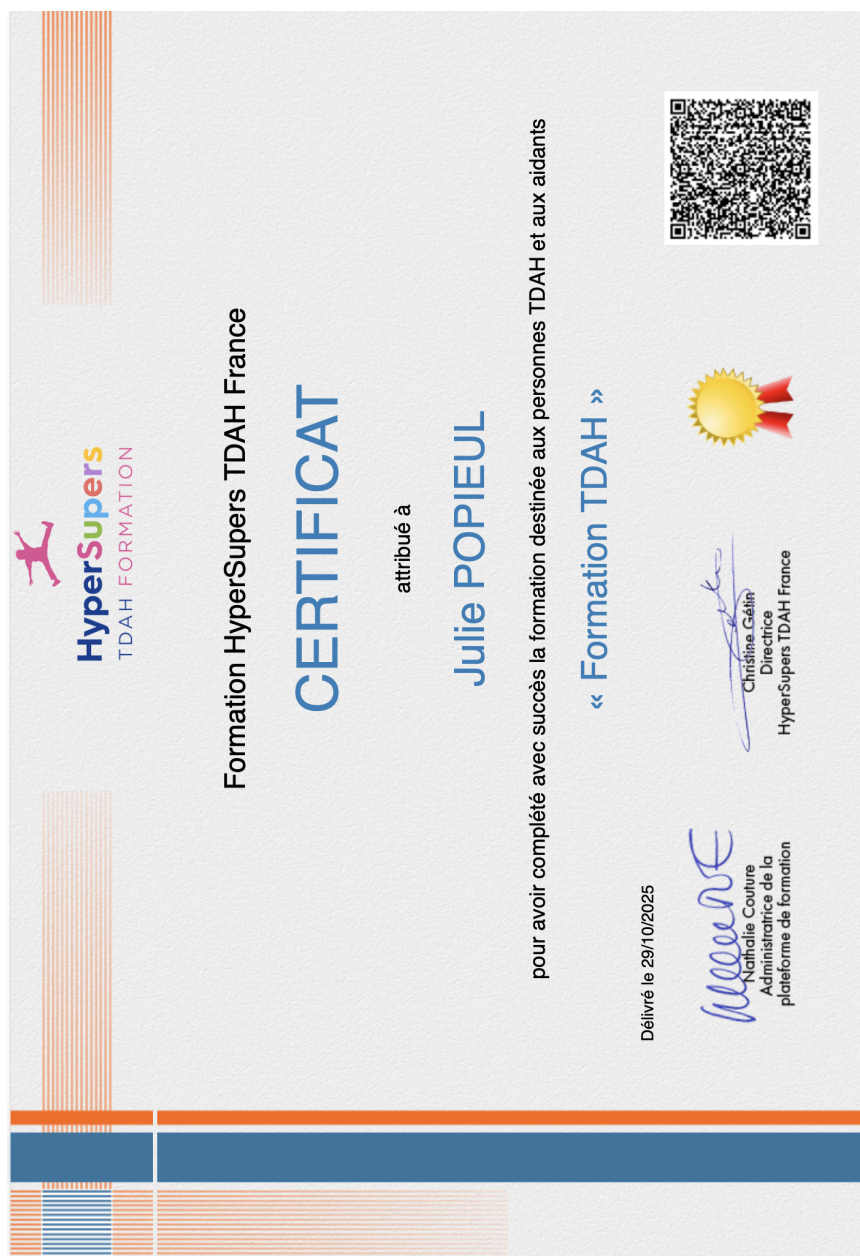 HyperSupers
TDAH FORMATION
Formation HyperSupers TDAH France
CERTIFICAT
attribué à
Julie POPIEUL
pour avoir complété avec succès la formation destinée aux personnes TDAH et aux aidants
« Formation TDAH »
Délivré le 29/10/2025
Nathalie Couture
Administratrice de la
plateforme de formation
Christine Gétin
Directrice
HyperSupers TDAH France